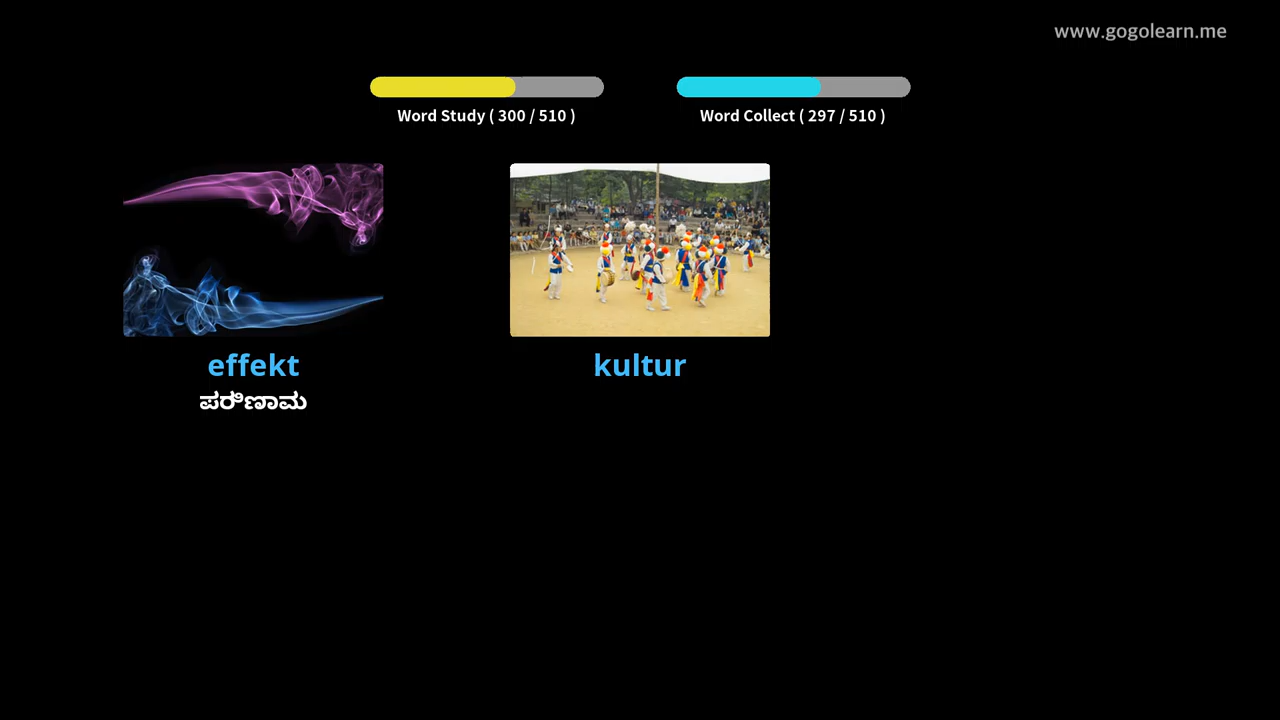 www.gogolearn.me
Word Study ( 300 / 510 )
Word Collect ( 297 / 510 )
effekt
ಪರಿಣಾಮ
kultur